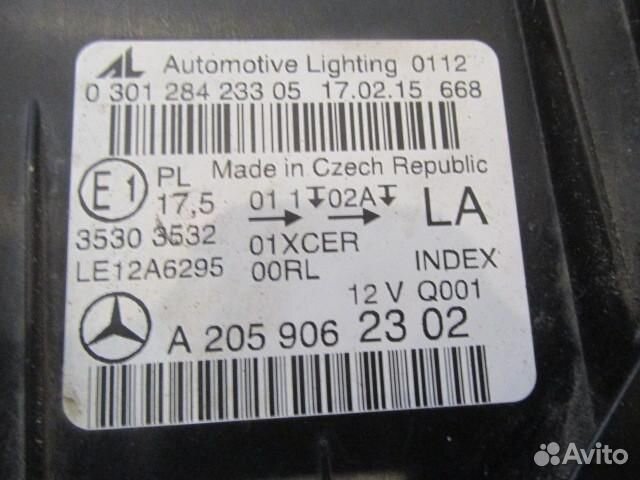 AL Automotive Lighting 0112
0 301 284 233 05 17.02.15 668
E1 PL Made in Czech Republic
17,5 01 1 02A LA
3530 3532 01XCER
LE12A6295 00RL INDEX
12 V Q001
A 205 906 23 02
Avito